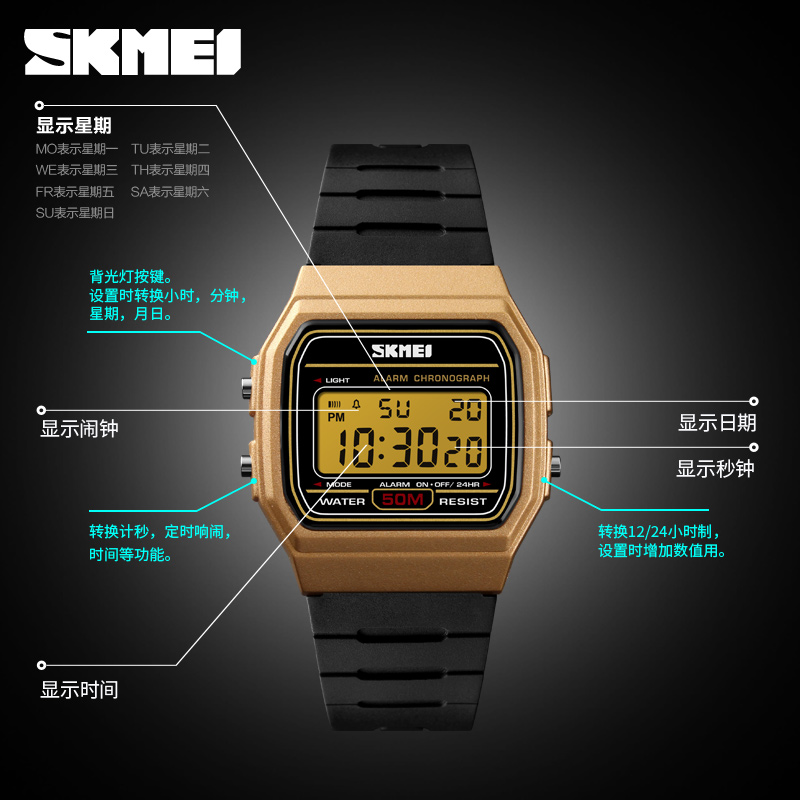 SKMEI
显示星期
MO表示星期一 TU表示星期二
WE表示星期三 TH表示星期四
FR表示星期五 SA表示星期六
SU表示星期日
背光灯按键。
设置时转换小时，分钟，
星期，月日。
SKMEI
LIGHT ALARM CHRONOGRAPH
PM SU 20
10:30 20
MODE ALARM ON·OFF/24HR
WATER 50M RESIST
显示闹钟
显示日期
显示秒钟
转换计秒，定时响闹，
时间等功能。
转换12/24小时制，
设置时增加数值用。
显示时间